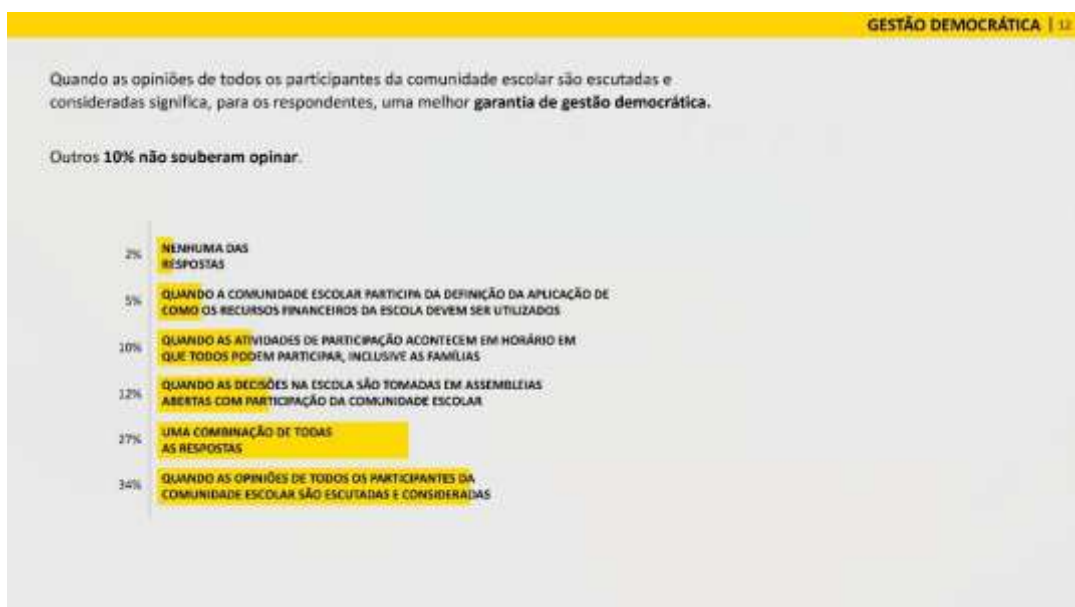 GESTÃO DEMOCRÁTICA | 12
Quando as opiniões de todos os participantes da comunidade escolar são escutadas e
consideradas significa, para os respondentes, uma melhor garantia de gestão democrática.
Outros 10% não souberam opinar.
2% NENHUMA DAS
RESPOSTAS
5% QUANDO A COMUNIDADE ESCOLAR PARTICIPA DA DEFINIÇÃO DA APLICAÇÃO DE
COMO OS RECURSOS FINANCEIROS DA ESCOLA DEVEM SER UTILIZADOS
10% QUANDO AS ATIVIDADES DE PARTICIPAÇÃO ACONTECEM EM HORÁRIO EM
QUE TODOS PODEM PARTICIPAR, INCLUSIVE AS FAMÍLIAS
12% QUANDO AS DECISÕES NA ESCOLA SÃO TOMADAS EM ASSEMBLEIAS
ABERTAS COM PARTICIPAÇÃO DA COMUNIDADE ESCOLAR
27% UMA COMBINAÇÃO DE TODAS
AS RESPOSTAS
34% QUANDO AS OPINIÕES DE TODOS OS PARTICIPANTES DA
COMUNIDADE ESCOLAR SÃO ESCUTADAS E CONSIDERADAS